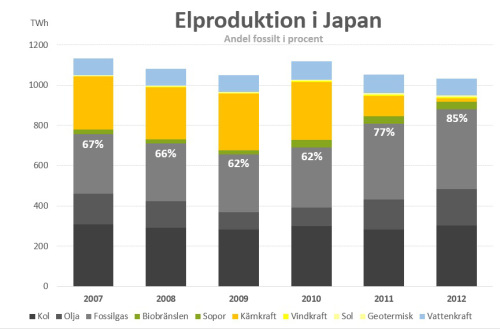 Elproduktion i Japan
Andel fossilt i procent
TWh
1200
1000
800
600
400
200
0
67%
66%
62%
62%
77%
85%
2007 2008 2009 2010 2011 2012
Kol Olja Fossilgas Biobränslen Sopor Kärnkraft Vindkraft Sol Geotermisk Vattenkraft